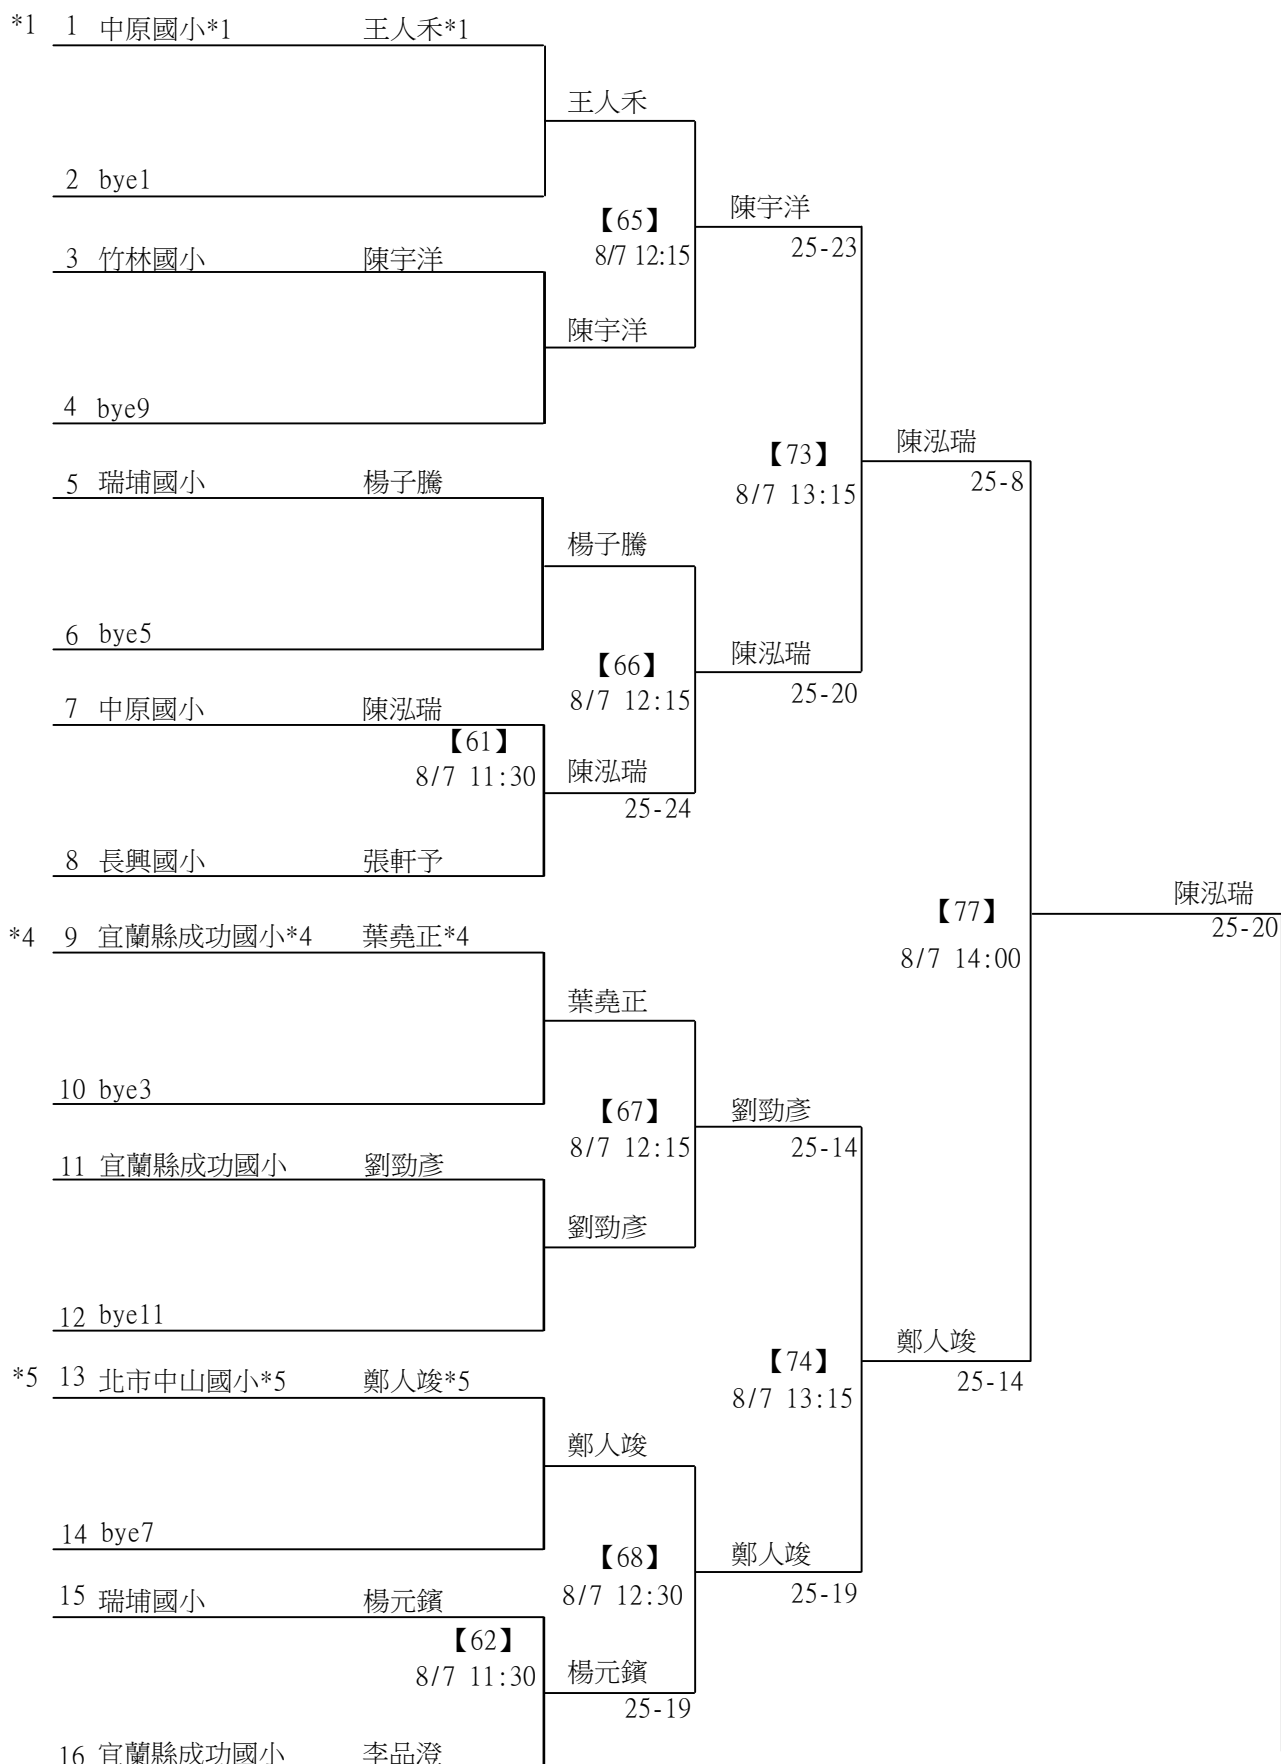 *1 1 中原國小*1 王人禾*1
王人禾
2 bye1
【65】 陳宇洋
8/7 12:15 25-23
3 竹林國小 陳宇洋
陳宇洋
4 bye9
【73】 陳泓瑞
8/7 13:15 25-8
5 瑞埔國小 楊子騰
楊子騰
6 bye5
【66】 陳泓瑞
8/7 12:15 25-20
7 中原國小 陳泓瑞
【61】
8/7 11:30 陳泓瑞
25-24
8 長興國小 張軒予
【77】 陳泓瑞
8/7 14:00 25-20
*4 9 宜蘭縣成功國小*4 葉堯正*4
葉堯正
10 bye3
【67】 劉勁彥
8/7 12:15 25-14
11 宜蘭縣成功國小 劉勁彥
劉勁彥
12 bye11
【74】 鄭人竣
8/7 13:15 25-14
*5 13 北市中山國小*5 鄭人竣*5
鄭人竣
14 bye7
【68】 鄭人竣
8/7 12:30 25-19
15 瑞埔國小 楊元鑌
【62】
8/7 11:30 楊元鑌
25-19
16 宜蘭縣成功國小 李品澄